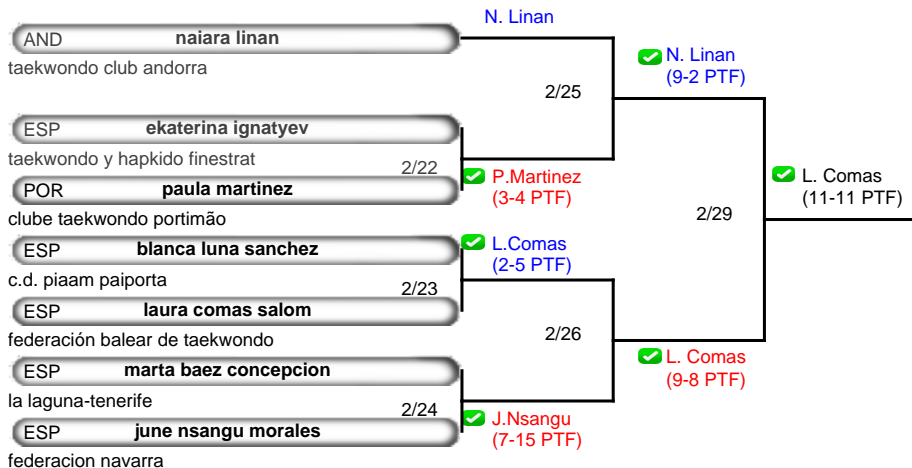 N. Linan
AND naiara linan
taekwondo club andorra
N. Linan
(9-2 PTF)
2/25
ESP ekaterina ignatyev
taekwondo y hapkido finestrat
2/22
POR paula martinez
P.Martinez
(3-4 PTF)
clube taekwondo portimão
L. Comas
(11-11 PTF)
2/29
ESP blanca luna sanchez
L.Comas
(2-5 PTF)
c.d. piaam paiporta
2/23
ESP laura comas salom
federación balear de taekwondo
2/26
ESP marta baez concepcion
L. Comas
(9-8 PTF)
la laguna-tenerife
2/24
ESP june nsangu morales
J.Nsangu
(7-15 PTF)
federacion navarra